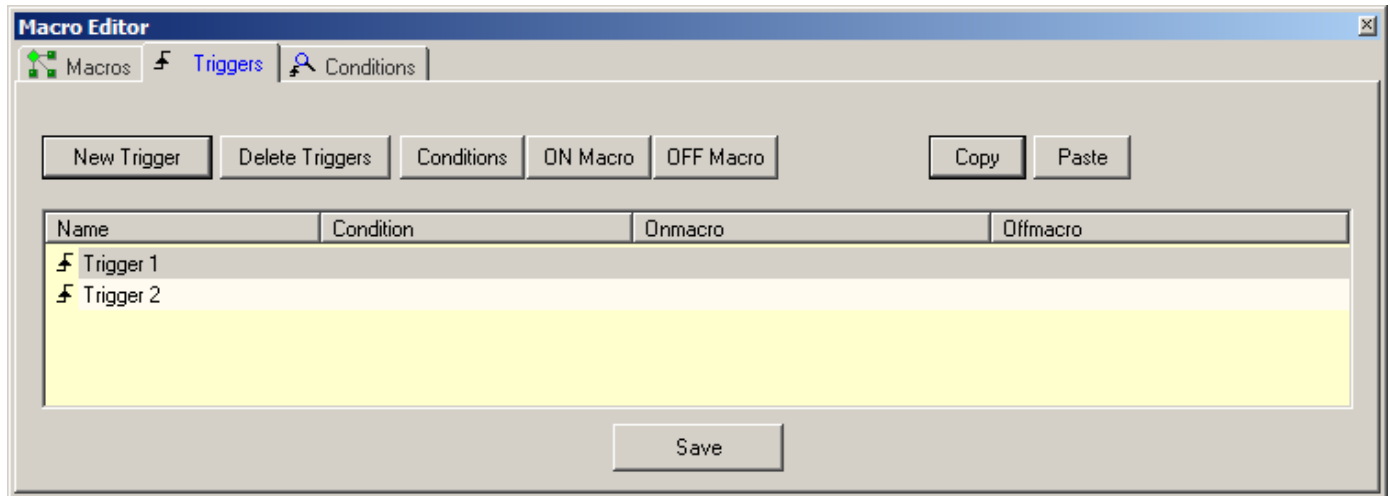 Macro Editor
Macros Triggers Conditions
New Trigger Delete Triggers Conditions ON Macro OFF Macro Copy Paste
Name Condition Onmacro Offmacro
Trigger 1
Trigger 2
Save